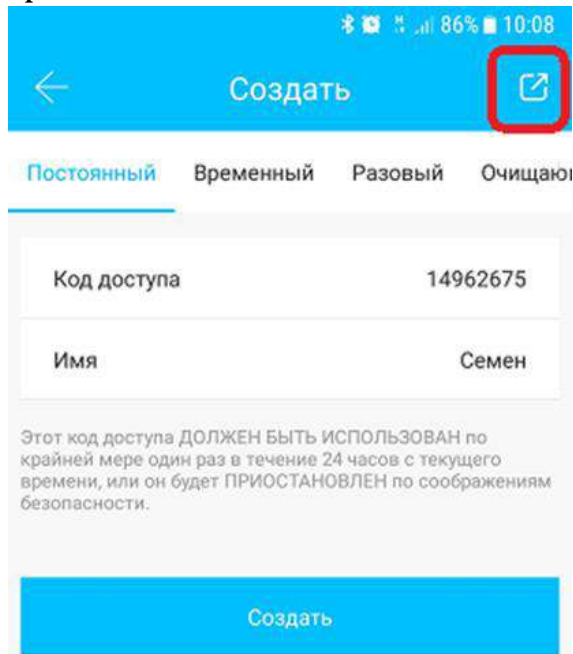 86% 10:08
Создать
Постоянный Временный Разовый Очищаю
Код доступа 14962675
Имя Семен
Этот код доступа ДОЛЖЕН БЫТЬ ИСПОЛЬЗОВАН по
крайней мере один раз в течение 24 часов с текущего
времени, или он будет ПРИОСТАНОВЛЕН по соображениям
безопасности.
Создать